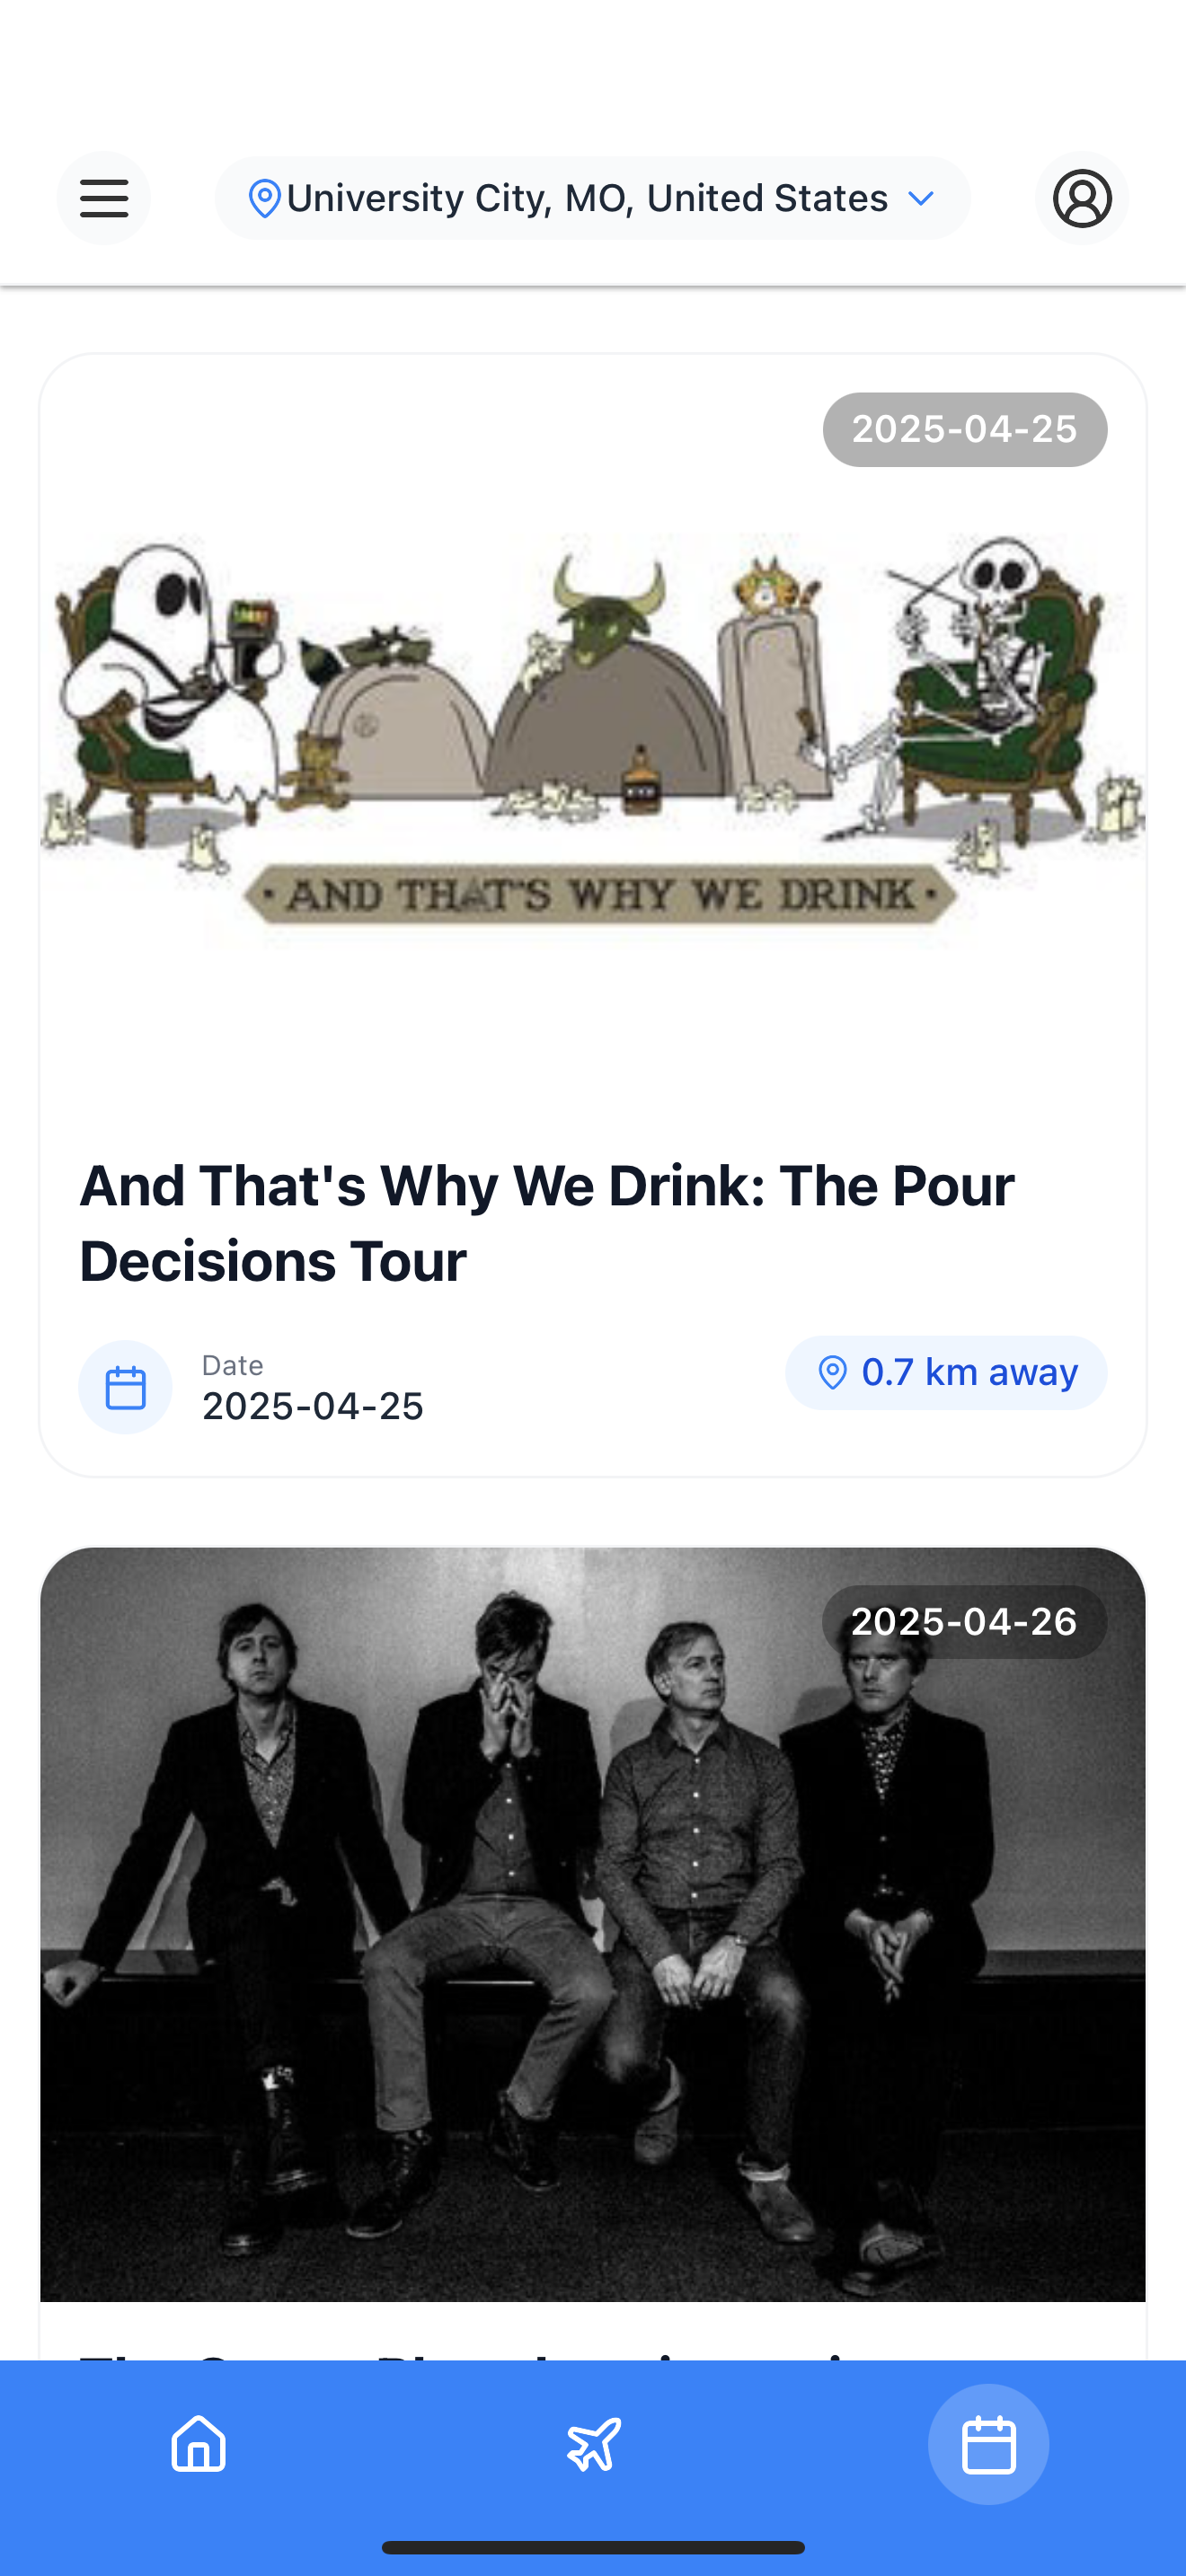 University City, MO, United States
2025-04-25
· AND THAT'S WHY WE DRINK ·
And That's Why We Drink: The Pour
Decisions Tour
Date
2025-04-25
0.7 km away
2025-04-26